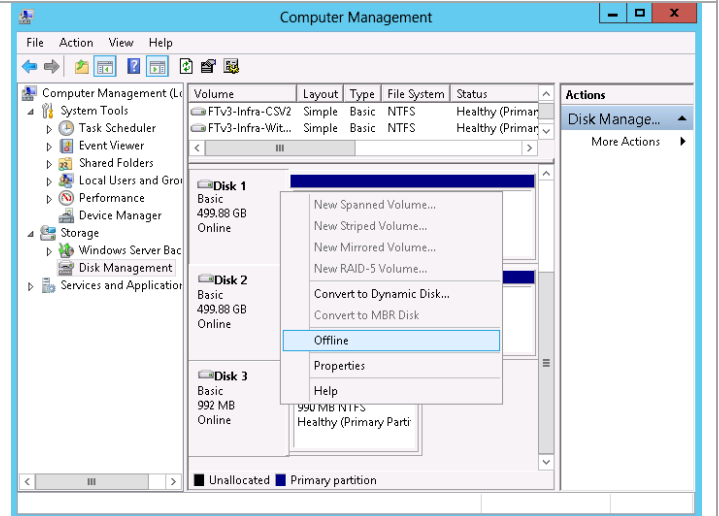 Computer Management
File Action View Help
Computer Management (Lo
System Tools
Task Scheduler
Event Viewer
Shared Folders
Local Users and Grou
Performance
Device Manager
Storage
Windows Server Bac
Disk Management
Services and Application
Volume Layout Type File System Status
FTv3-Infra-CSV2 Simple Basic NTFS Healthy (Primar
FTv3-Infra-Wit... Simple Basic NTFS Healthy (Primar
Disk 1
Basic
499.88 GB
Online
Disk 2
Basic
499.88 GB
Online
Disk 3
Basic
992 MB
Online
990 MB NTFS
Healthy (Primary Parti
New Spanned Volume...
New Striped Volume...
New Mirrored Volume...
New RAID-5 Volume...
Convert to Dynamic Disk...
Convert to MBR Disk
Offline
Properties
Help
Unallocated Primary partition
Actions
Disk Manage...
More Actions